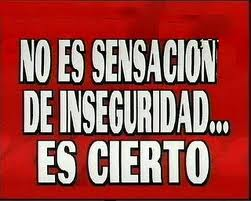 NO ES SENSACION
DE INSEGURIDAD...
ES CIERTO